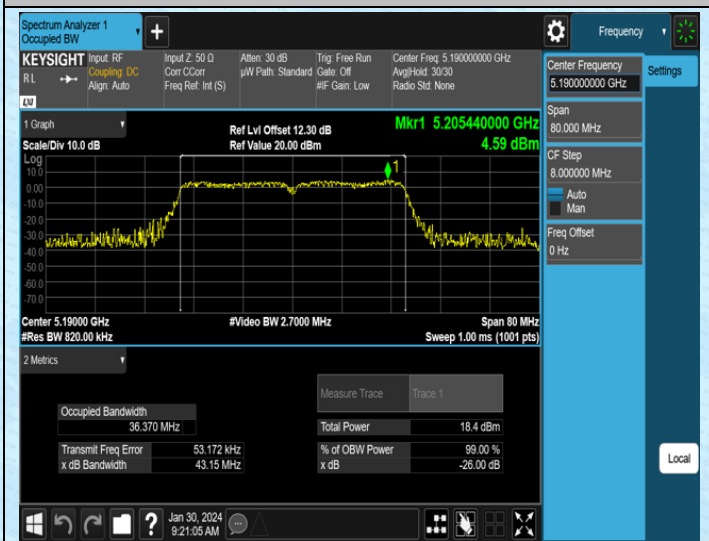 Spectrum Analyzer 1
Occupied BW
Frequency
KEYSIGHT
RL
LXI
Input: RF
Coupling: DC
Align: Auto
Input Z: 50 Ω
Corr CCorr
Freq Ref: Int (S)
Atten: 30 dB
µW Path: Standard
Trig: Free Run
Gate: Off
#IF Gain: Low
Center Freq: 5.190000000 GHz
Avg|Hold: 30/30
Radio Std: None
Center Frequency
5.190000000 GHz
Settings
Span
80.000 MHz
CF Step
8.000000 MHz
Auto
Man
Freq Offset
0 Hz
1 Graph
Scale/Div 10.0 dB
Ref Lvl Offset 12.30 dB
Ref Value 20.00 dBm
Mkr1 5.205440000 GHz
4.59 dBm
Log
10.0
0.00
-10.0
-20.0
-30.0
-40.0
-50.0
-60.0
-70.0
1
Center 5.19000 GHz
#Res BW 820.00 kHz
#Video BW 2.7000 MHz
Span 80 MHz
Sweep 1.00 ms (1001 pts)
2 Metrics
Measure Trace Trace 1
Occupied Bandwidth
36.370 MHz
Total Power 18.4 dBm
Transmit Freq Error 53.172 kHz
% of OBW Power 99.00 %
x dB Bandwidth 43.15 MHz
x dB -26.00 dB
Local
?
Jan 30, 2024
9:21:05 AM